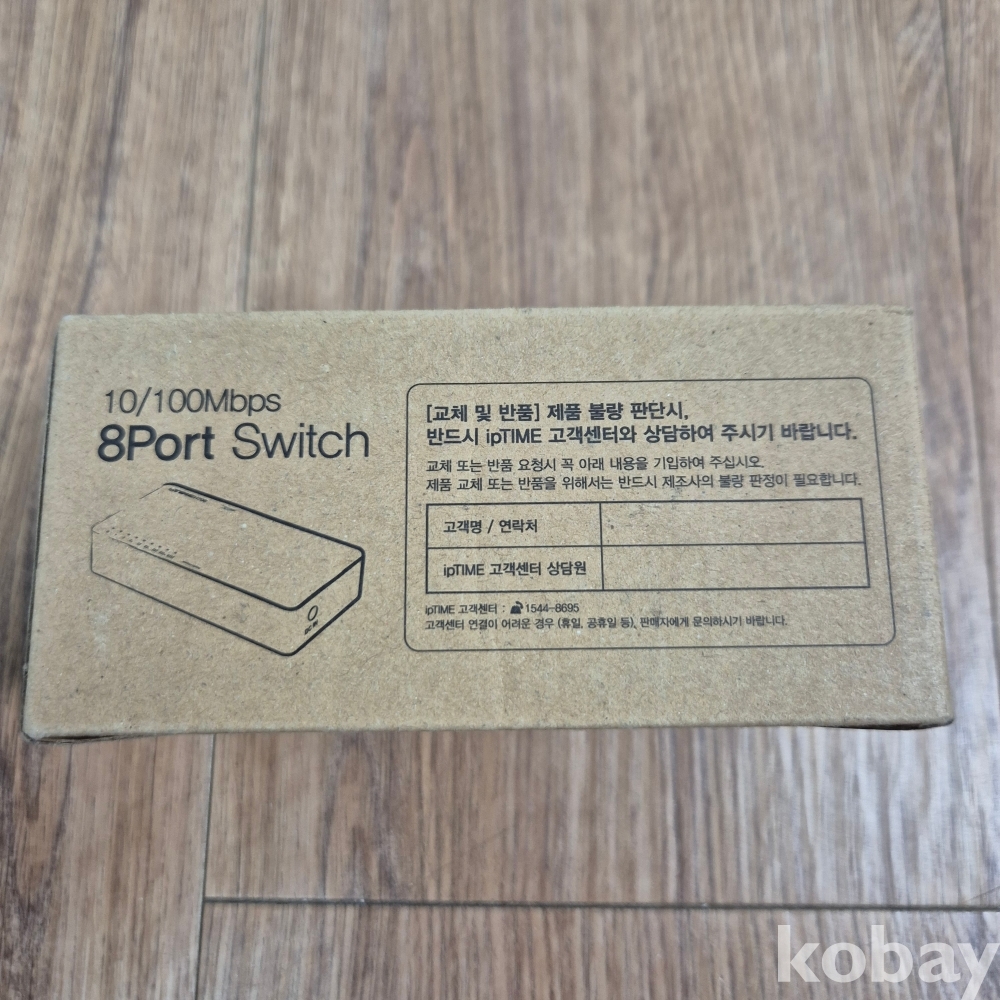 10/100Mbps
8Port Switch
DC IN
[교체 및 반품] 제품 불량 판단시,
반드시 ipTIME 고객센터와 상담하여 주시기 바랍니다.
교체 또는 반품 요청시 꼭 아래 내용을 기입하여 주십시오.
제품 교체 또는 반품을 위해서는 반드시 제조사의 불량 판정이 필요합니다.
고객명 / 연락처
ipTIME 고객센터 상담원
ipTIME 고객센터 : 1544-8695
고객센터 연결이 어려운 경우 (휴일, 공휴일 등), 판매자에게 문의하시기 바랍니다.
kobay